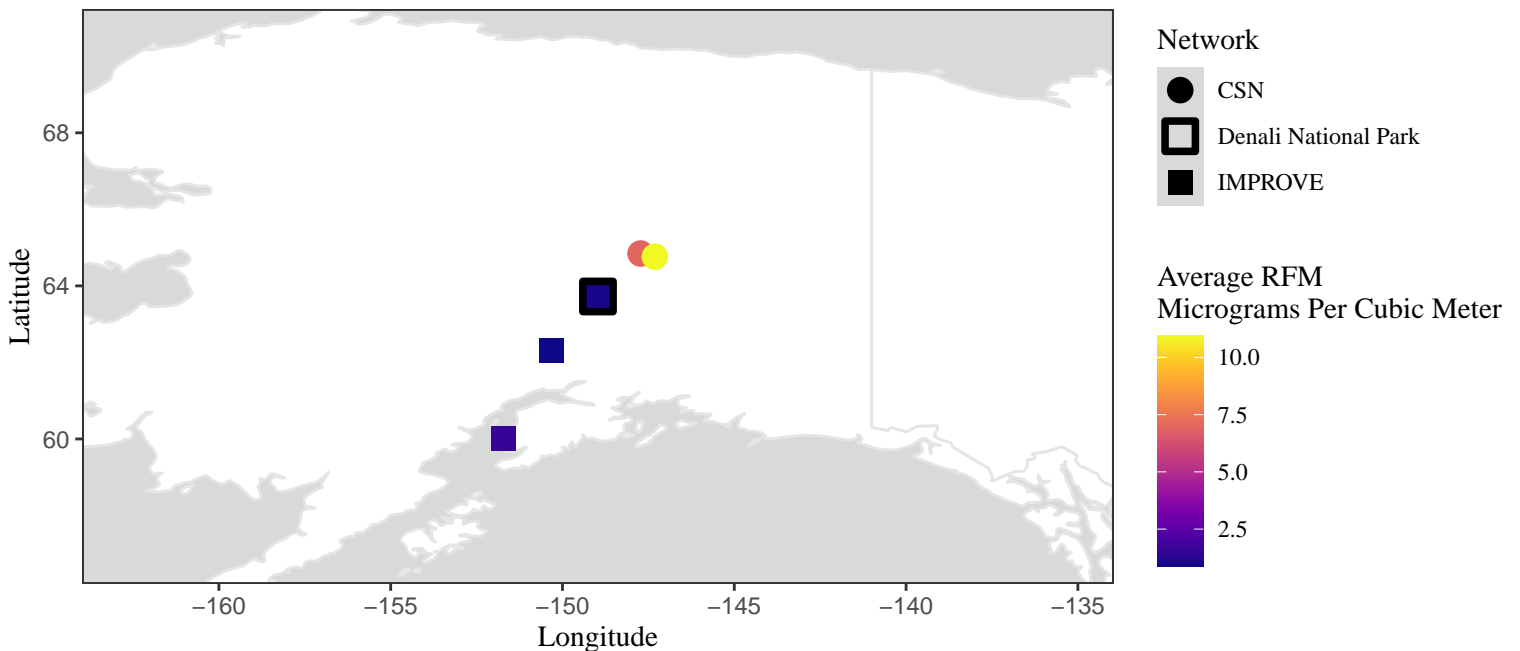 68
64
60
Latitude
−160
−155
−150
−145
−140
−135
Longitude
Network
CSN
Denali National Park
IMPROVE
Average RFM
Micrograms Per Cubic Meter
10.0
7.5
5.0
2.5